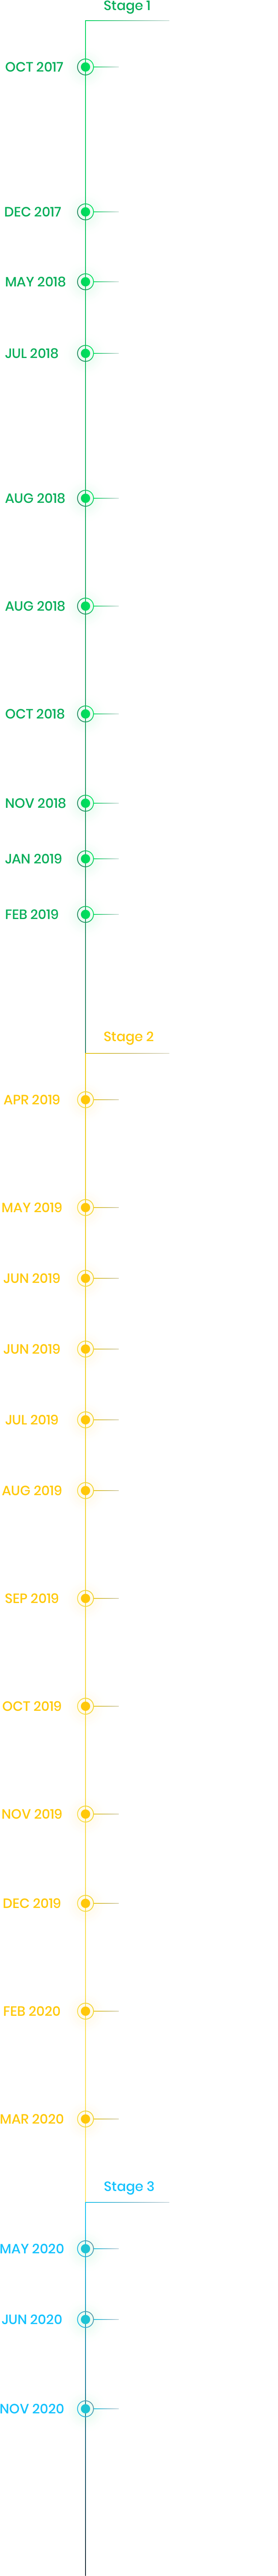 Stage 1
OCT 2017
DEC 2017
MAY 2018
JUL 2018
AUG 2018
AUG 2018
OCT 2018
NOV 2018
JAN 2019
FEB 2019
Stage 2
APR 2019
MAY 2019
JUN 2019
JUN 2019
JUL 2019
AUG 2019
SEP 2019
OCT 2019
NOV 2019
DEC 2019
FEB 2020
MAR 2020
Stage 3
MAY 2020
JUN 2020
NOV 2020